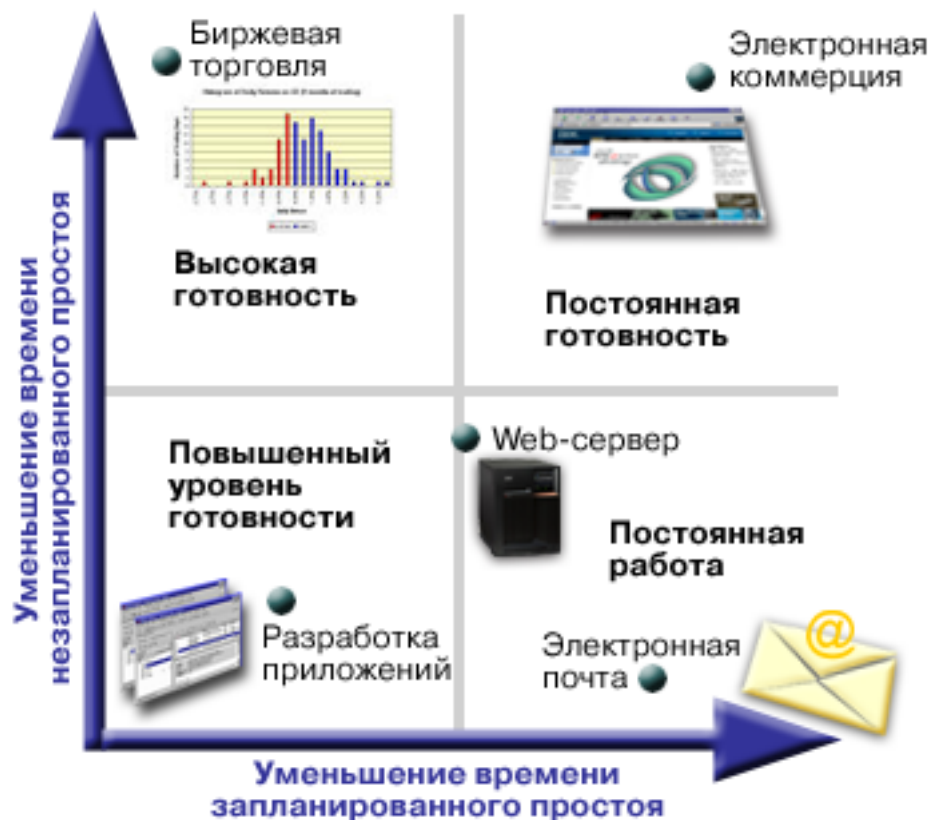 Биржевая
торговля
Электронная
коммерция
Высокая
готовность
Постоянная
готовность
Уменьшение времени
незапланированного простоя
Повышенный
уровень
готовности
Web-сервер
Постоянная
работа
Разработка
приложений
Электронная
почта
@
Уменьшение времени
запланированного простоя